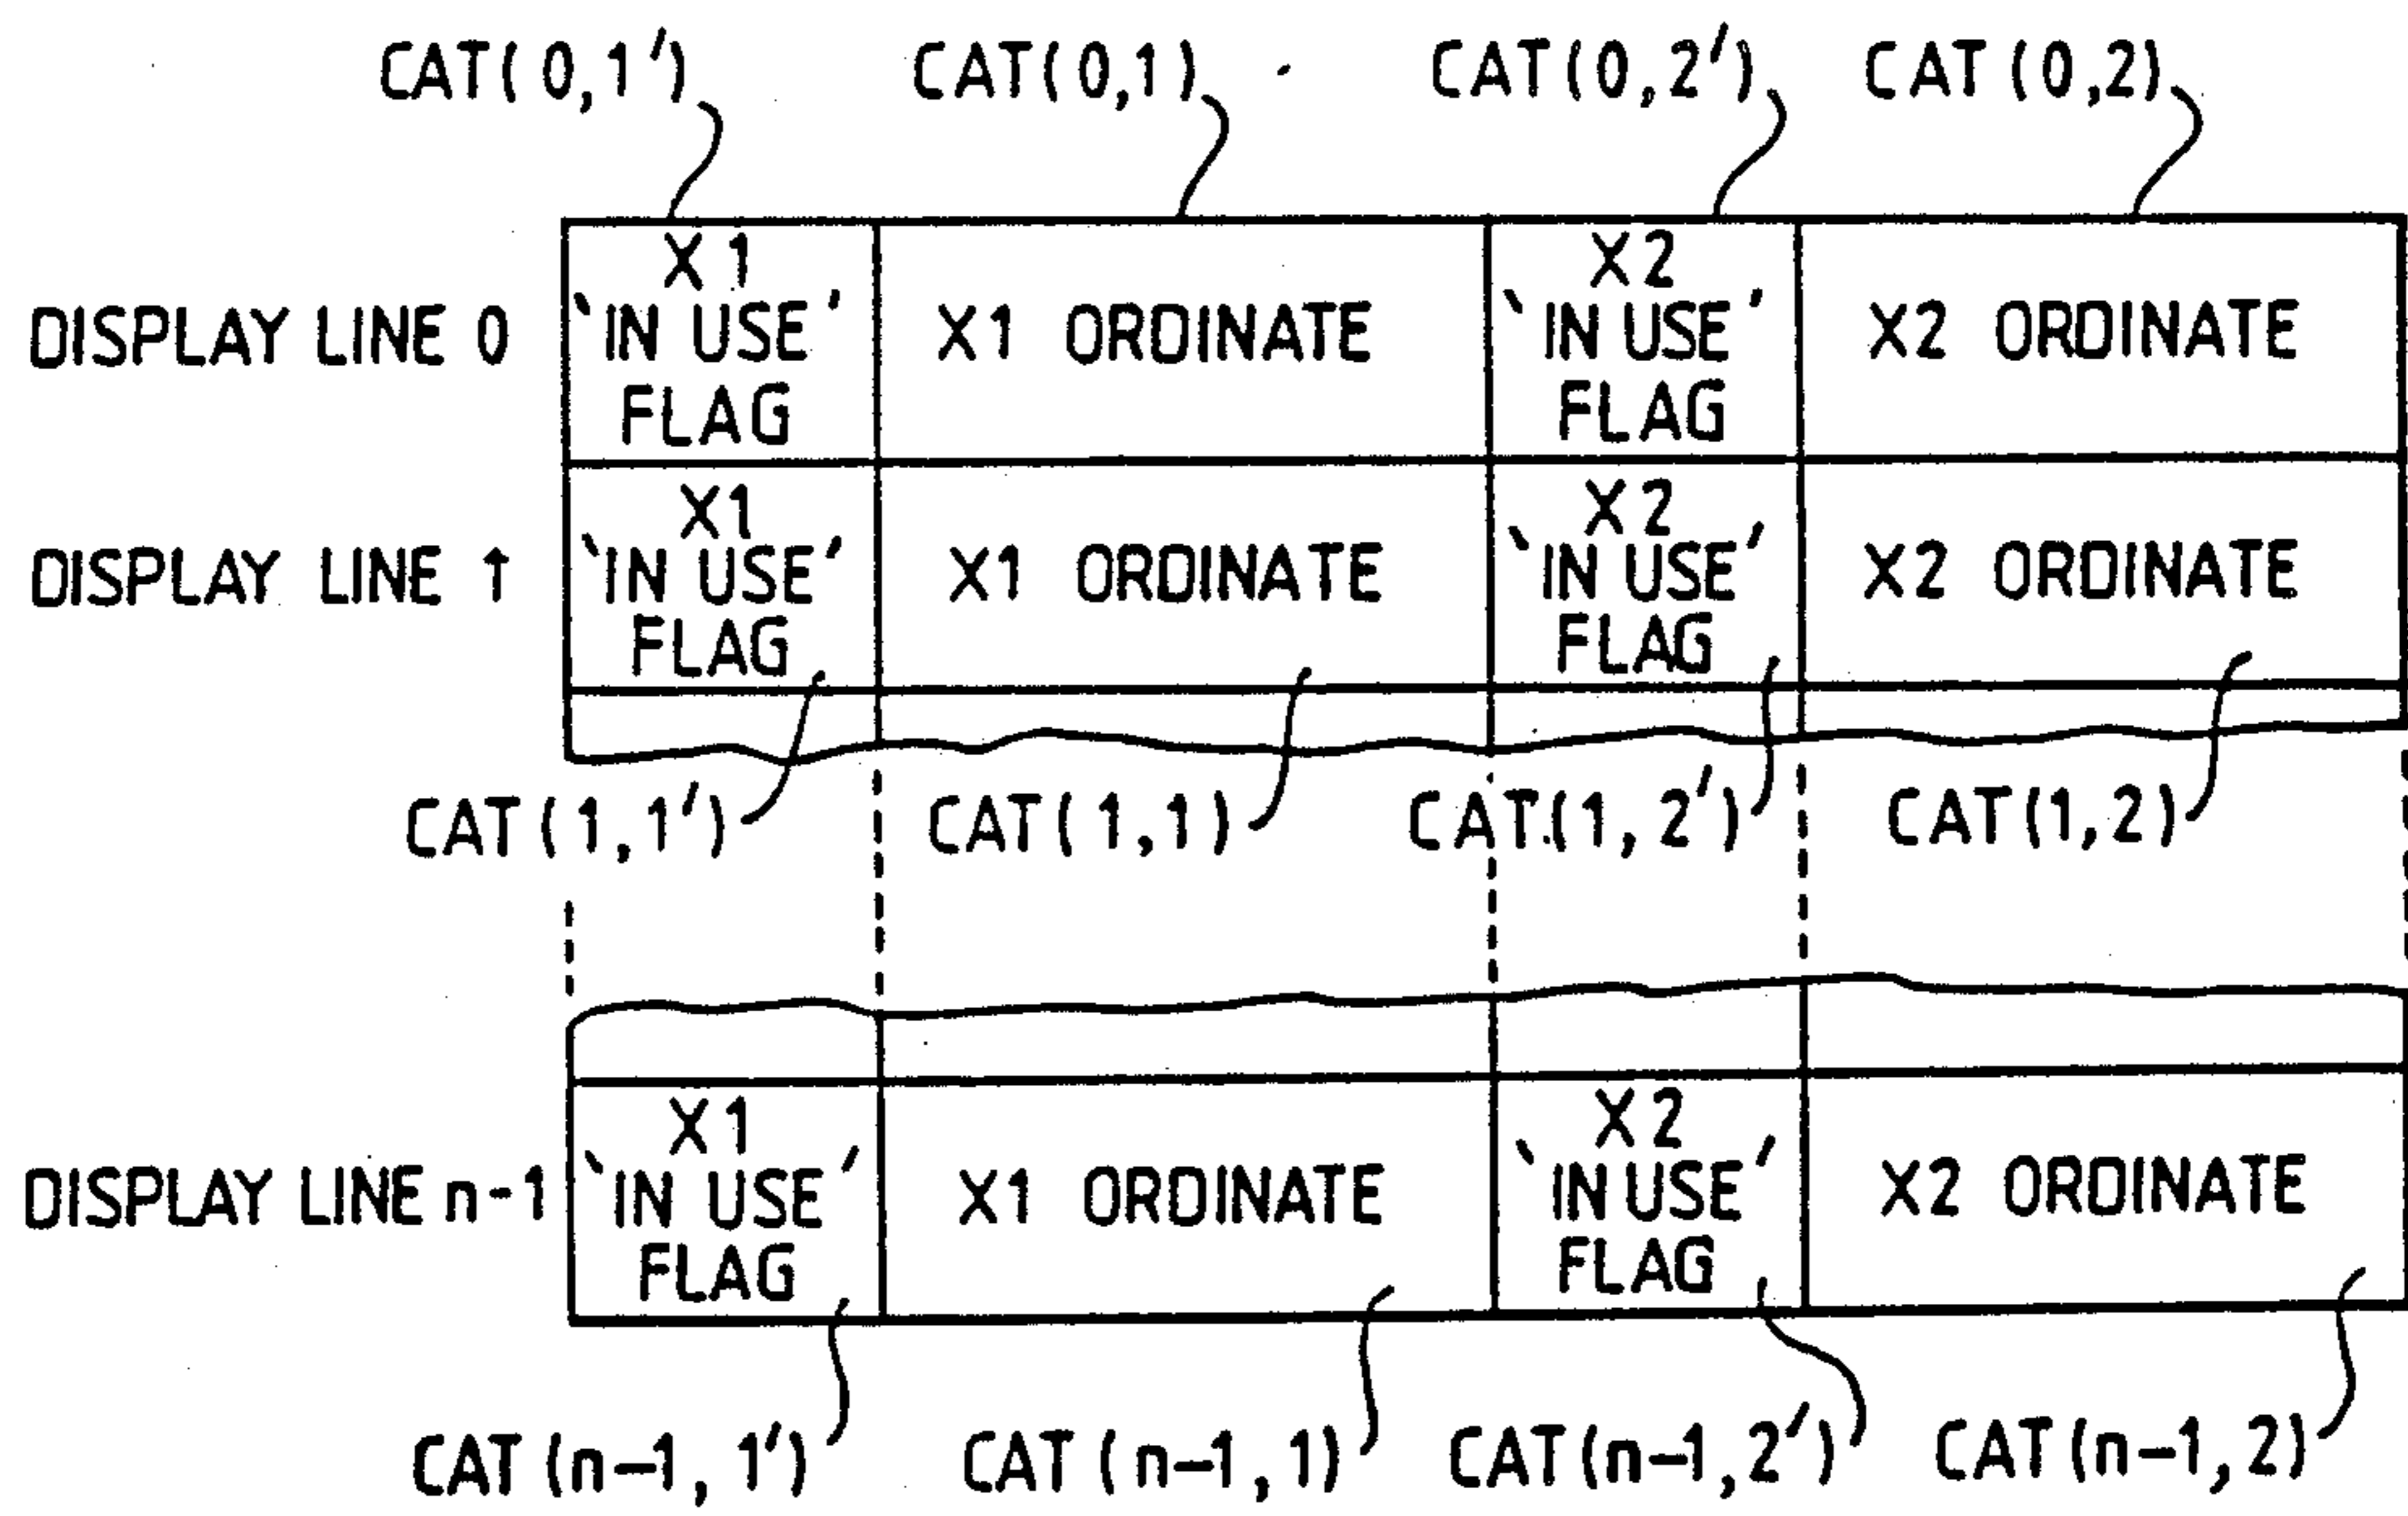 CAT(0,1') CAT(0,1) CAT(0,2') CAT(0,2)
DISPLAY LINE 0
X1
'IN USE'
FLAG
X1 ORDINATE
X2
'IN USE'
FLAG
X2 ORDINATE
DISPLAY LINE 1
X1
'IN USE'
FLAG
X1 ORDINATE
X2
'IN USE'
FLAG
X2 ORDINATE
CAT(1,1') CAT(1,1) CAT(1,2') CAT(1,2)
DISPLAY LINE n-1
X1
'IN USE'
FLAG
X1 ORDINATE
X2
'IN USE'
FLAG
X2 ORDINATE
CAT(n-1,1') CAT(n-1,1) CAT(n-1,2') CAT(n-1,2)